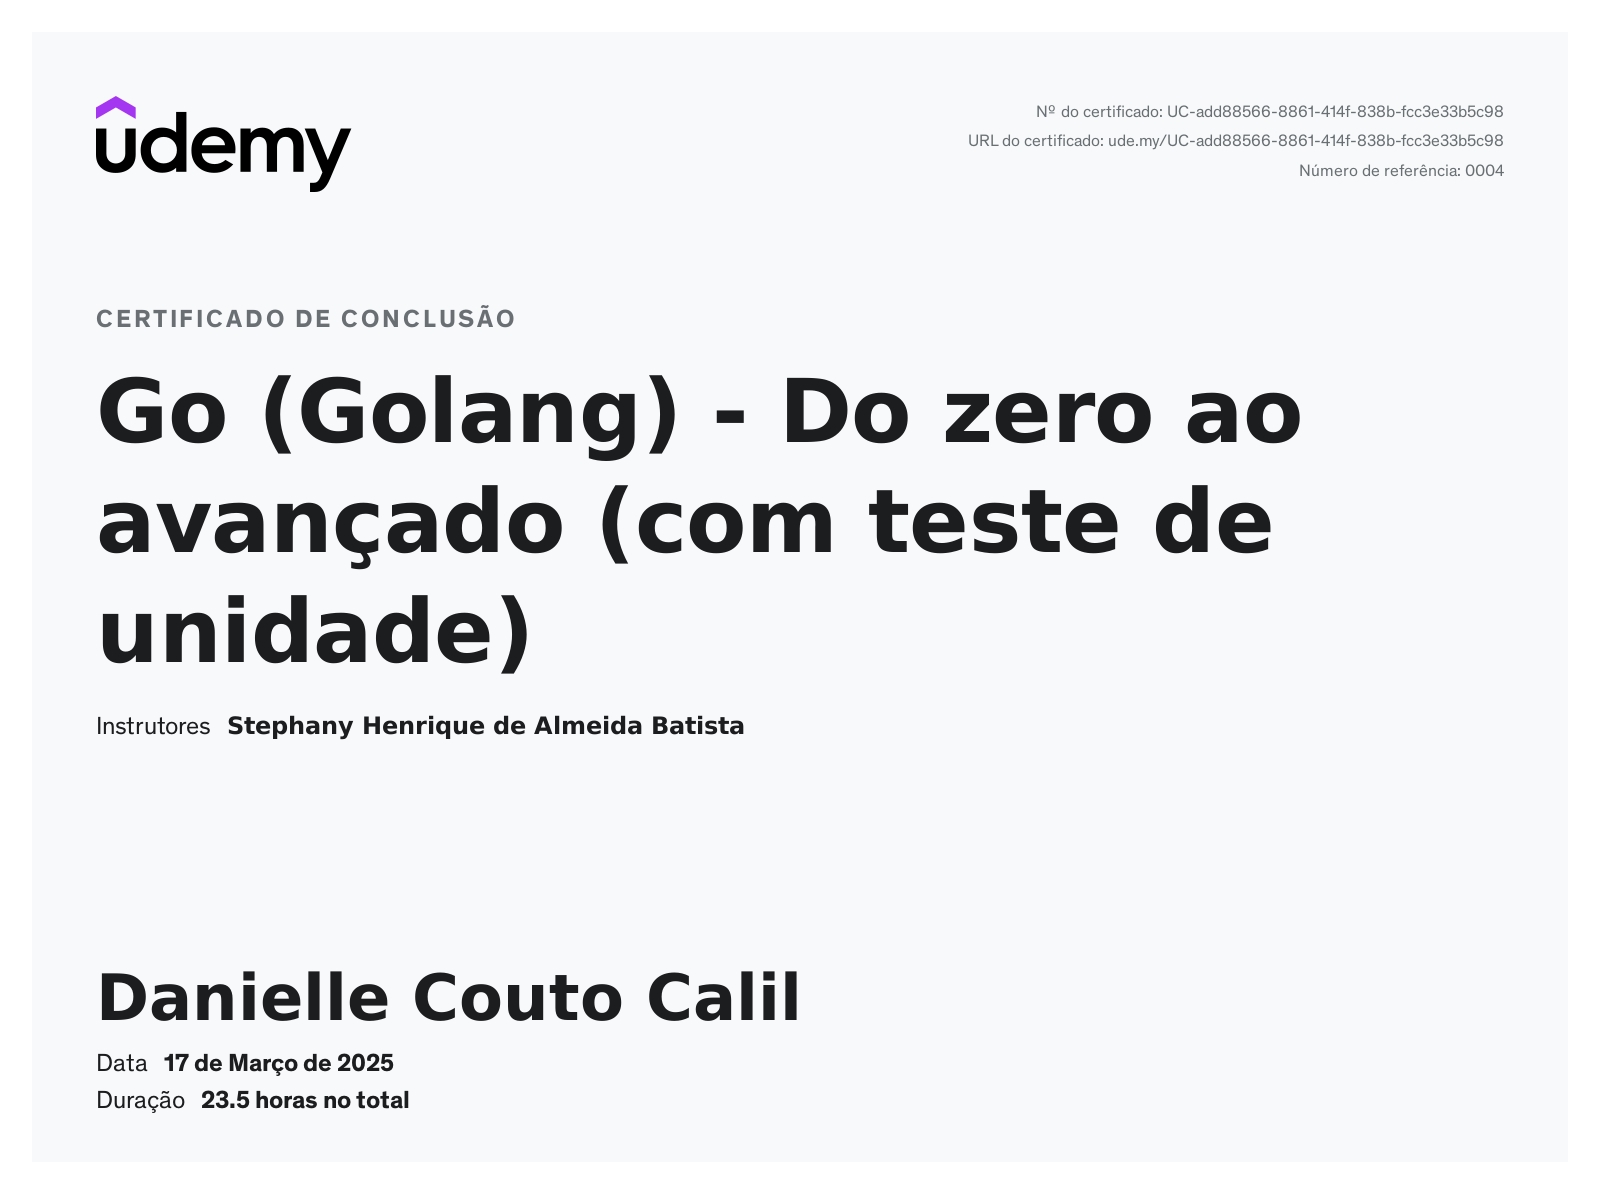 udemy
Nº do certificado: UC-add88566-8861-414f-838b-fcc3e33b5c98
URL do certificado: ude.my/UC-add88566-8861-414f-838b-fcc3e33b5c98
Número de referência: 0004
CERTIFICADO DE CONCLUSÃO
Go (Golang) - Do zero ao
avançado (com teste de
unidade)
Instrutores Stephany Henrique de Almeida Batista
Danielle Couto Calil
Data 17 de Março de 2025
Duração 23.5 horas no total